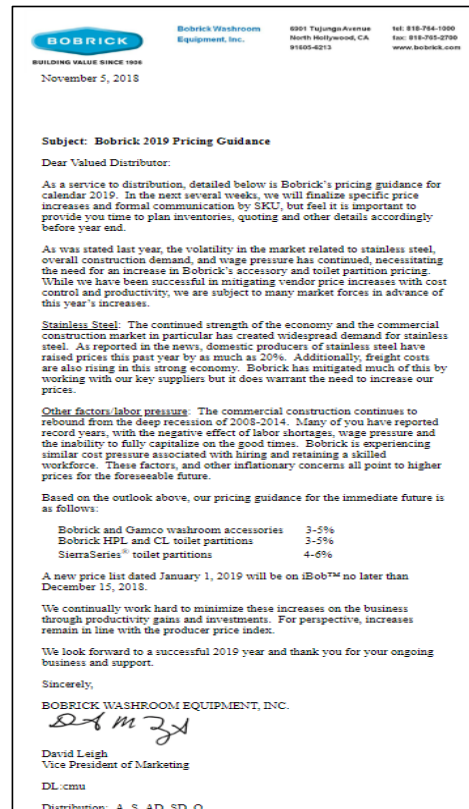 BOBRICK
BUILDING VALUE SINCE 1906
Bobrick Washroom
Equipment, Inc.
6901 Tujunga Avenue
North Hollywood, CA
91605-6213
tel: 818-764-1000
fax: 818-765-2700
www.bobrick.com
November 5, 2018
Subject: Bobrick 2019 Pricing Guidance
Dear Valued Distributor:
As a service to distribution, detailed below is Bobrick's pricing guidance for
calendar 2019. In the next several weeks, we will finalize specific price
increases and formal communication by SKU, but feel it is important to
provide you time to plan inventories, quoting and other details accordingly
before year end.
As was stated last year, the volatility in the market related to stainless steel,
overall construction demand, and wage pressure has continued, necessitating
the need for an increase in Bobrick's accessory and toilet partition pricing.
While we have been successful in mitigating vendor price increases with cost
control and productivity, we are subject to many market forces in advance of
this year's increases.
Stainless Steel: The continued strength of the economy and the commercial
construction market in particular has created widespread demand for stainless
steel. As reported in the news, domestic producers of stainless steel have
raised prices this past year by as much as 20%. Additionally, freight costs
are also rising in this strong economy. Bobrick has mitigated much of this by
working with our key suppliers but it does warrant the need to increase our
prices.
Other factors/labor pressure: The commercial construction continues to
rebound from the deep recession of 2008-2014. Many of you have reported
record years, with the negative effect of labor shortages, wage pressure and
the inability to fully capitalize on the good times. Bobrick is experiencing
similar cost pressure associated with hiring and retaining a skilled
workforce. These factors, and other inflationary concerns all point to higher
prices for the foreseeable future.
Based on the outlook above, our pricing guidance for the immediate future is
as follows:
Bobrick and Gamco washroom accessories 3-5%
Bobrick HPL and CL toilet partitions 3-5%
SierraSeries® toilet partitions 4-6%
A new price list dated January 1, 2019 will be on iBob™ no later than
December 15, 2018.
We continually work hard to minimize these increases on the business
through productivity gains and investments. For perspective, increases
remain in line with the producer price index.
We look forward to a successful 2019 year and thank you for your ongoing
business and support.
Sincerely,
BOBRICK WASHROOM EQUIPMENT, INC.
David Leigh
Vice President of Marketing
DL:cmu
Distribution: A, S, AD, SD, O